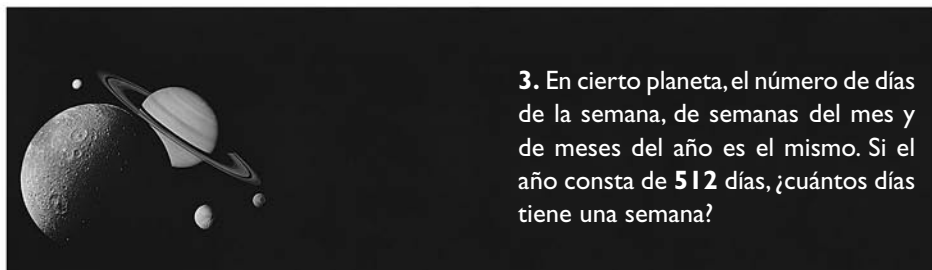 3. En cierto planeta, el número de días
de la semana, de semanas del mes y
de meses del año es el mismo. Si el
año consta de 512 días, ¿cuántos días
tiene una semana?